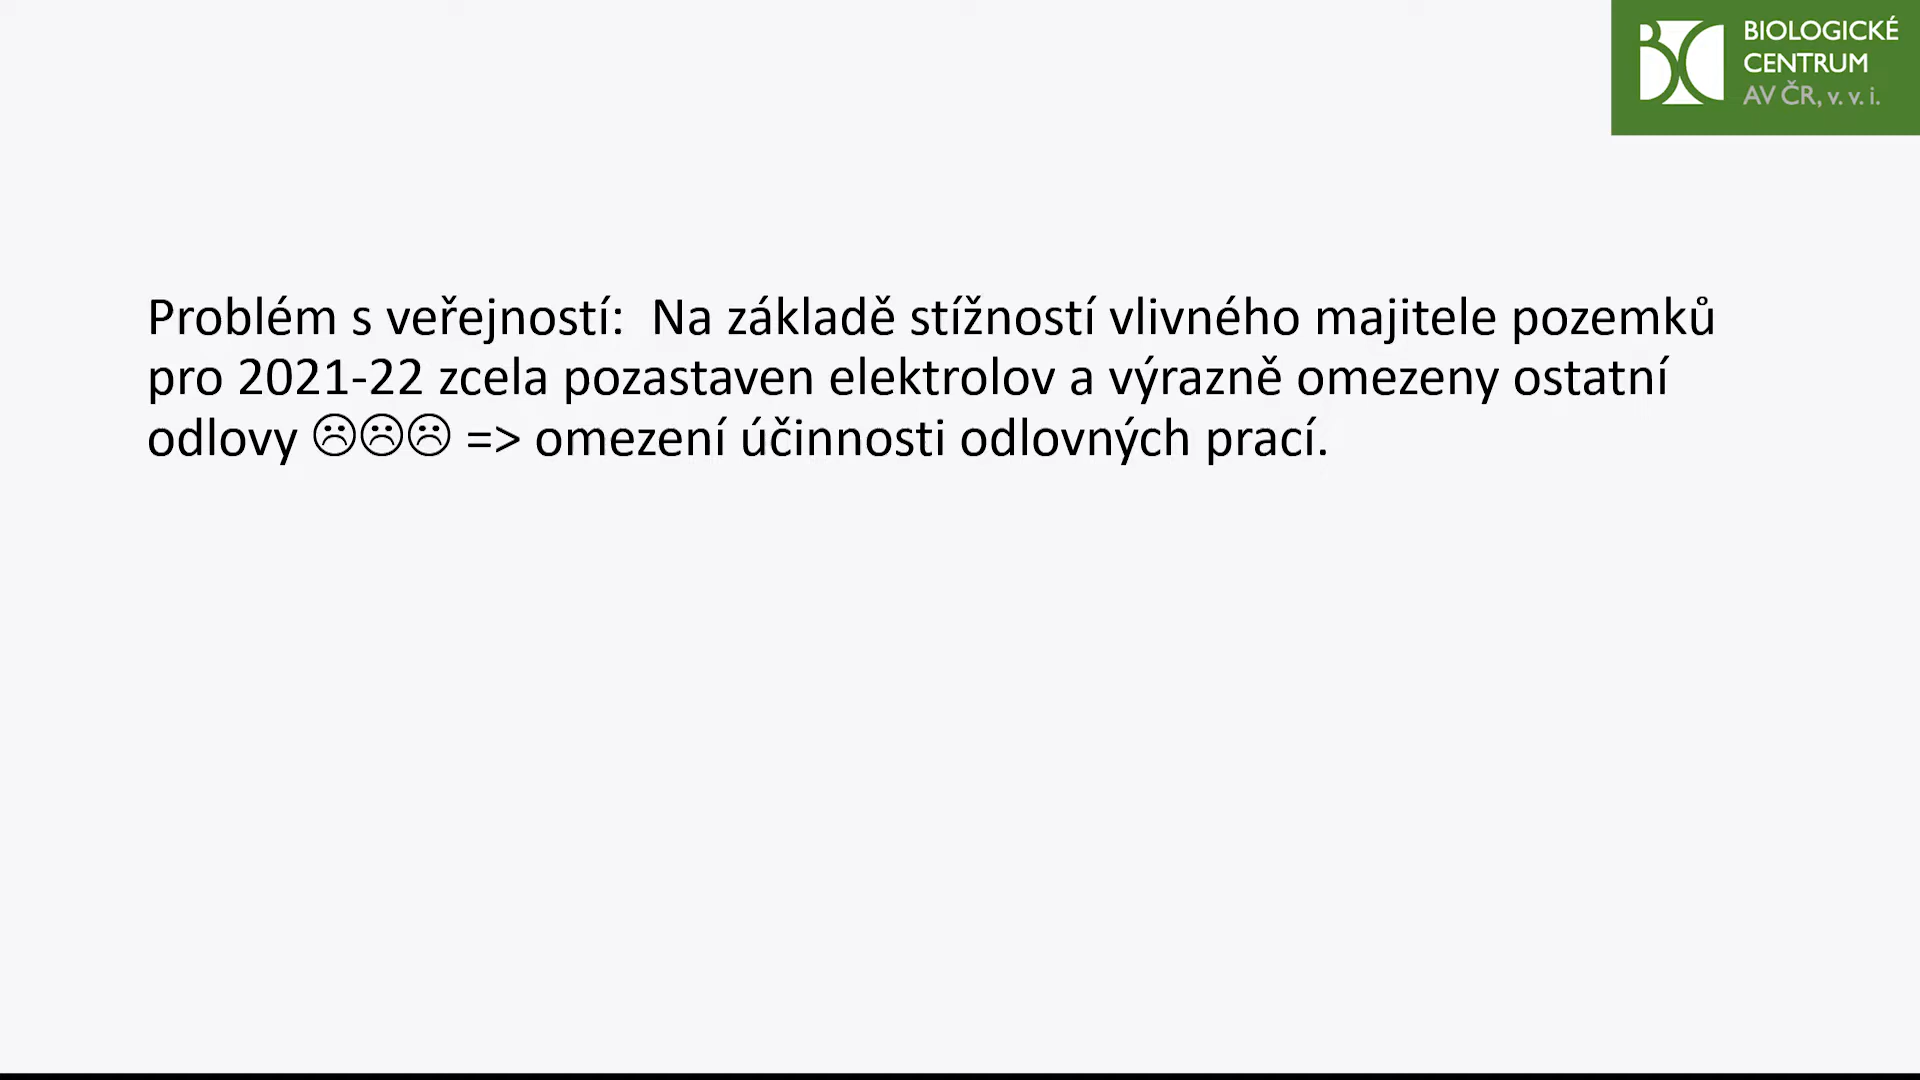 BIOLOGICKÉ
CENTRUM
AV ČR, v. v. i.
Problém s veřejností:  Na základě stížností vlivného majitele pozemků
pro 2021-22 zcela pozastaven elektrolov a výrazně omezeny ostatní
odlovy ☹☹☹ => omezení účinnosti odlovných prací.